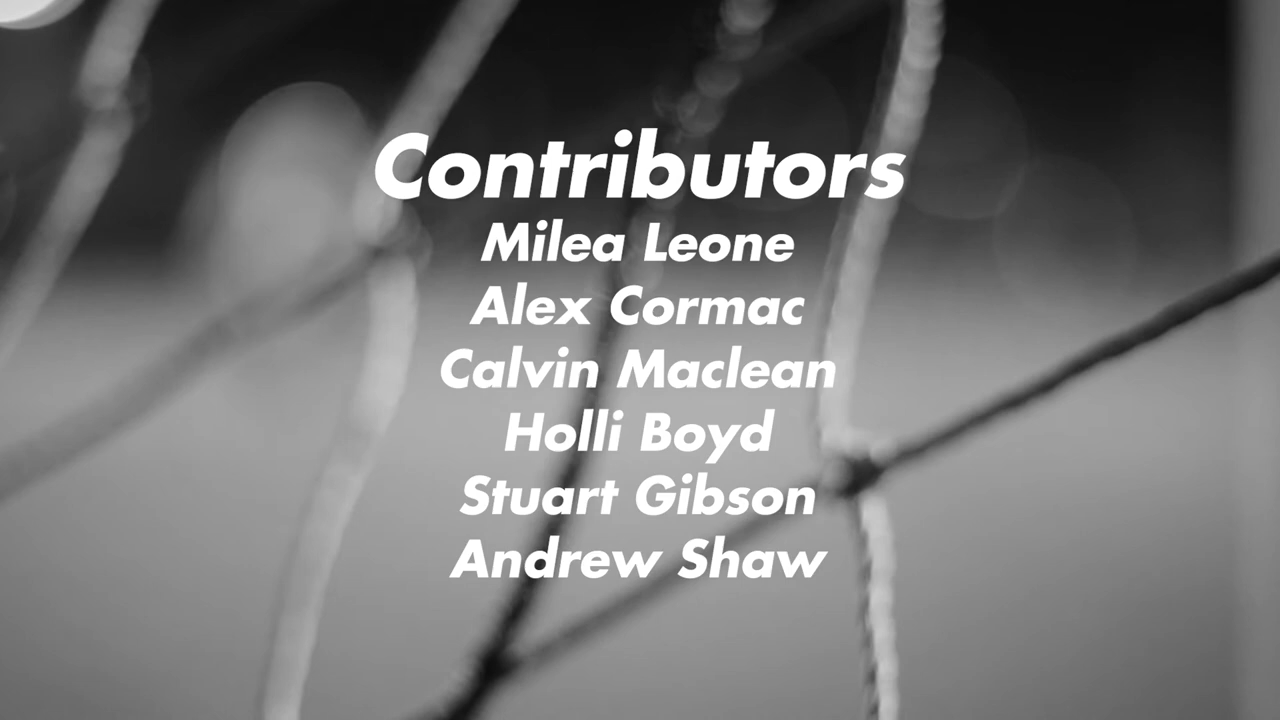 Contributors
Milea Leone
Alex Cormac
Calvin Maclean
Holli Boyd
Stuart Gibson
Andrew Shaw